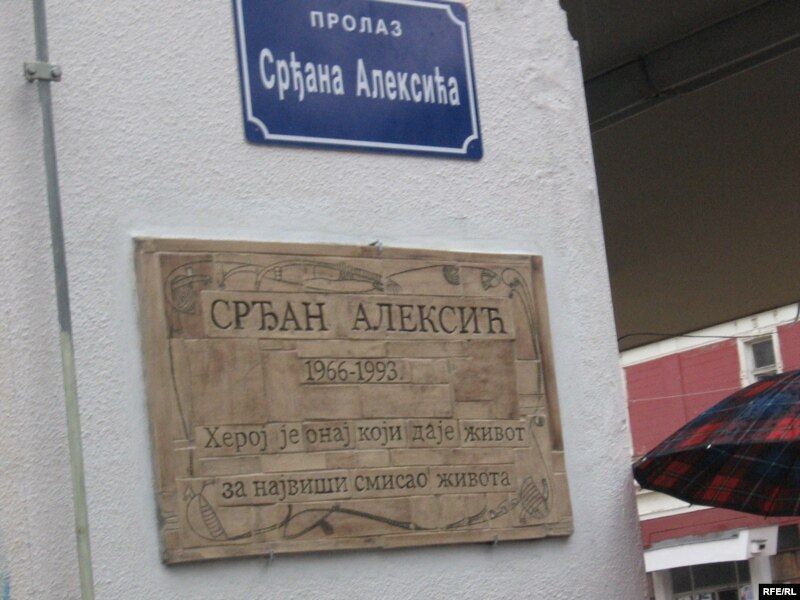 ПРОЛАЗ
Срђана Алексића
СРЂАН АЛЕКСИЋ
1966-1993.
Херој је онај који даје живот
за највиши смисао живота
RFE/RL